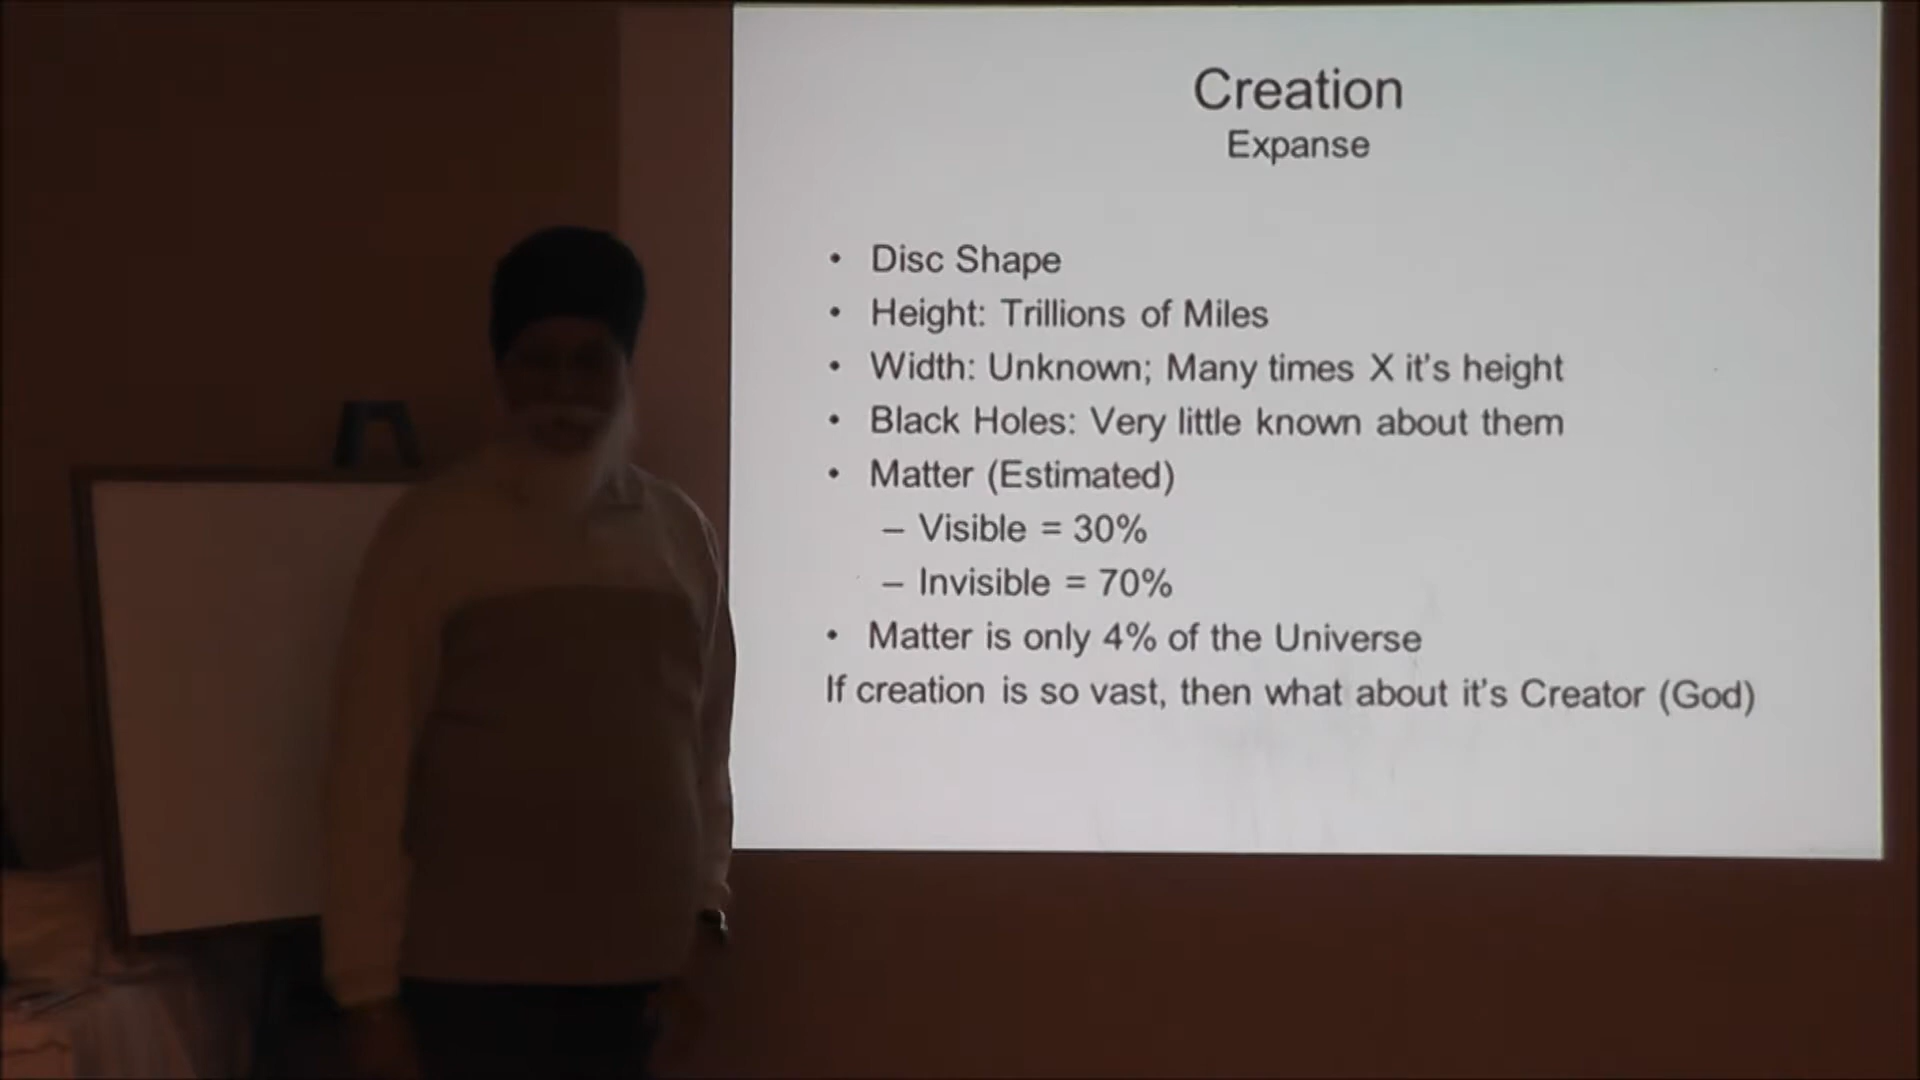 Creation
Expanse
• Disc Shape
• Height: Trillions of Miles
• Width: Unknown; Many times X it's height
• Black Holes: Very little known about them
• Matter (Estimated)
– Visible = 30%
– Invisible = 70%
• Matter is only 4% of the Universe
If creation is so vast, then what about it's Creator (God)